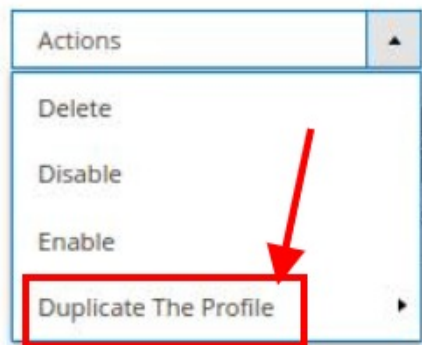 Actions
Delete
Disable
Enable
Duplicate The Profile